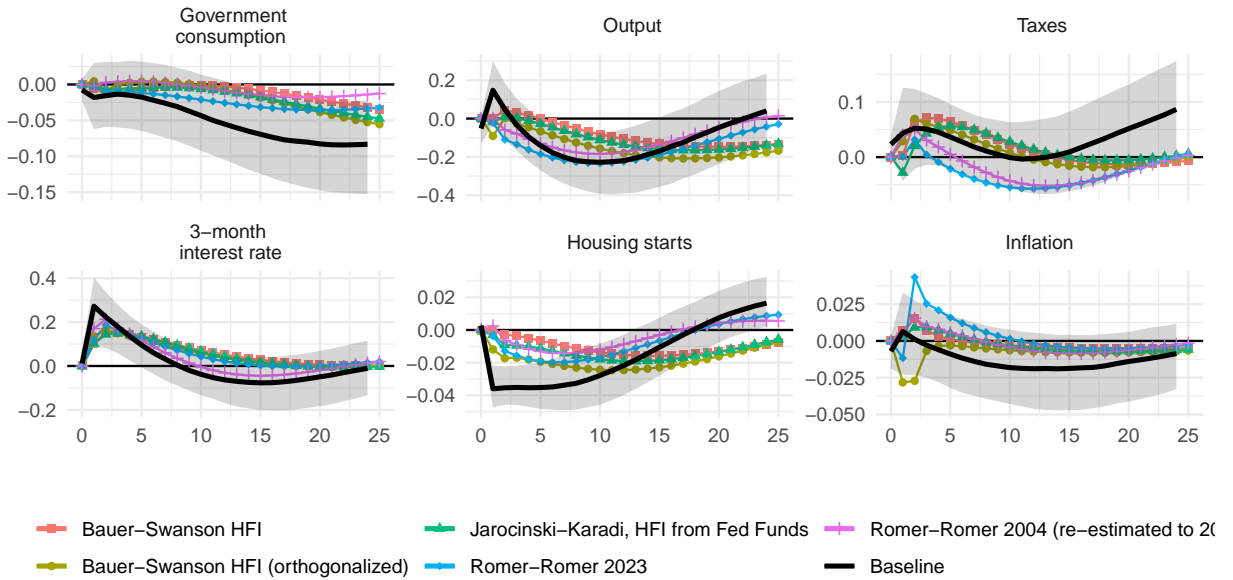 Government
consumption
Output
Taxes
0.00
−0.05
−0.10
−0.15
0.2
0.0
−0.2
−0.4
0.1
0.0
3−month
interest rate
Housing starts
Inflation
0.4
0.2
0.0
−0.2
0.02
0.00
−0.02
−0.04
0.025
0.000
−0.025
−0.050
0 5 10 15 20 25
0 5 10 15 20 25
0 5 10 15 20 25
Bauer−Swanson HFI
Jarocinski−Karadi, HFI from Fed Funds
Romer−Romer 2004 (re−estimated to
Bauer−Swanson HFI (orthogonalized)
Romer−Romer 2023
Baseline